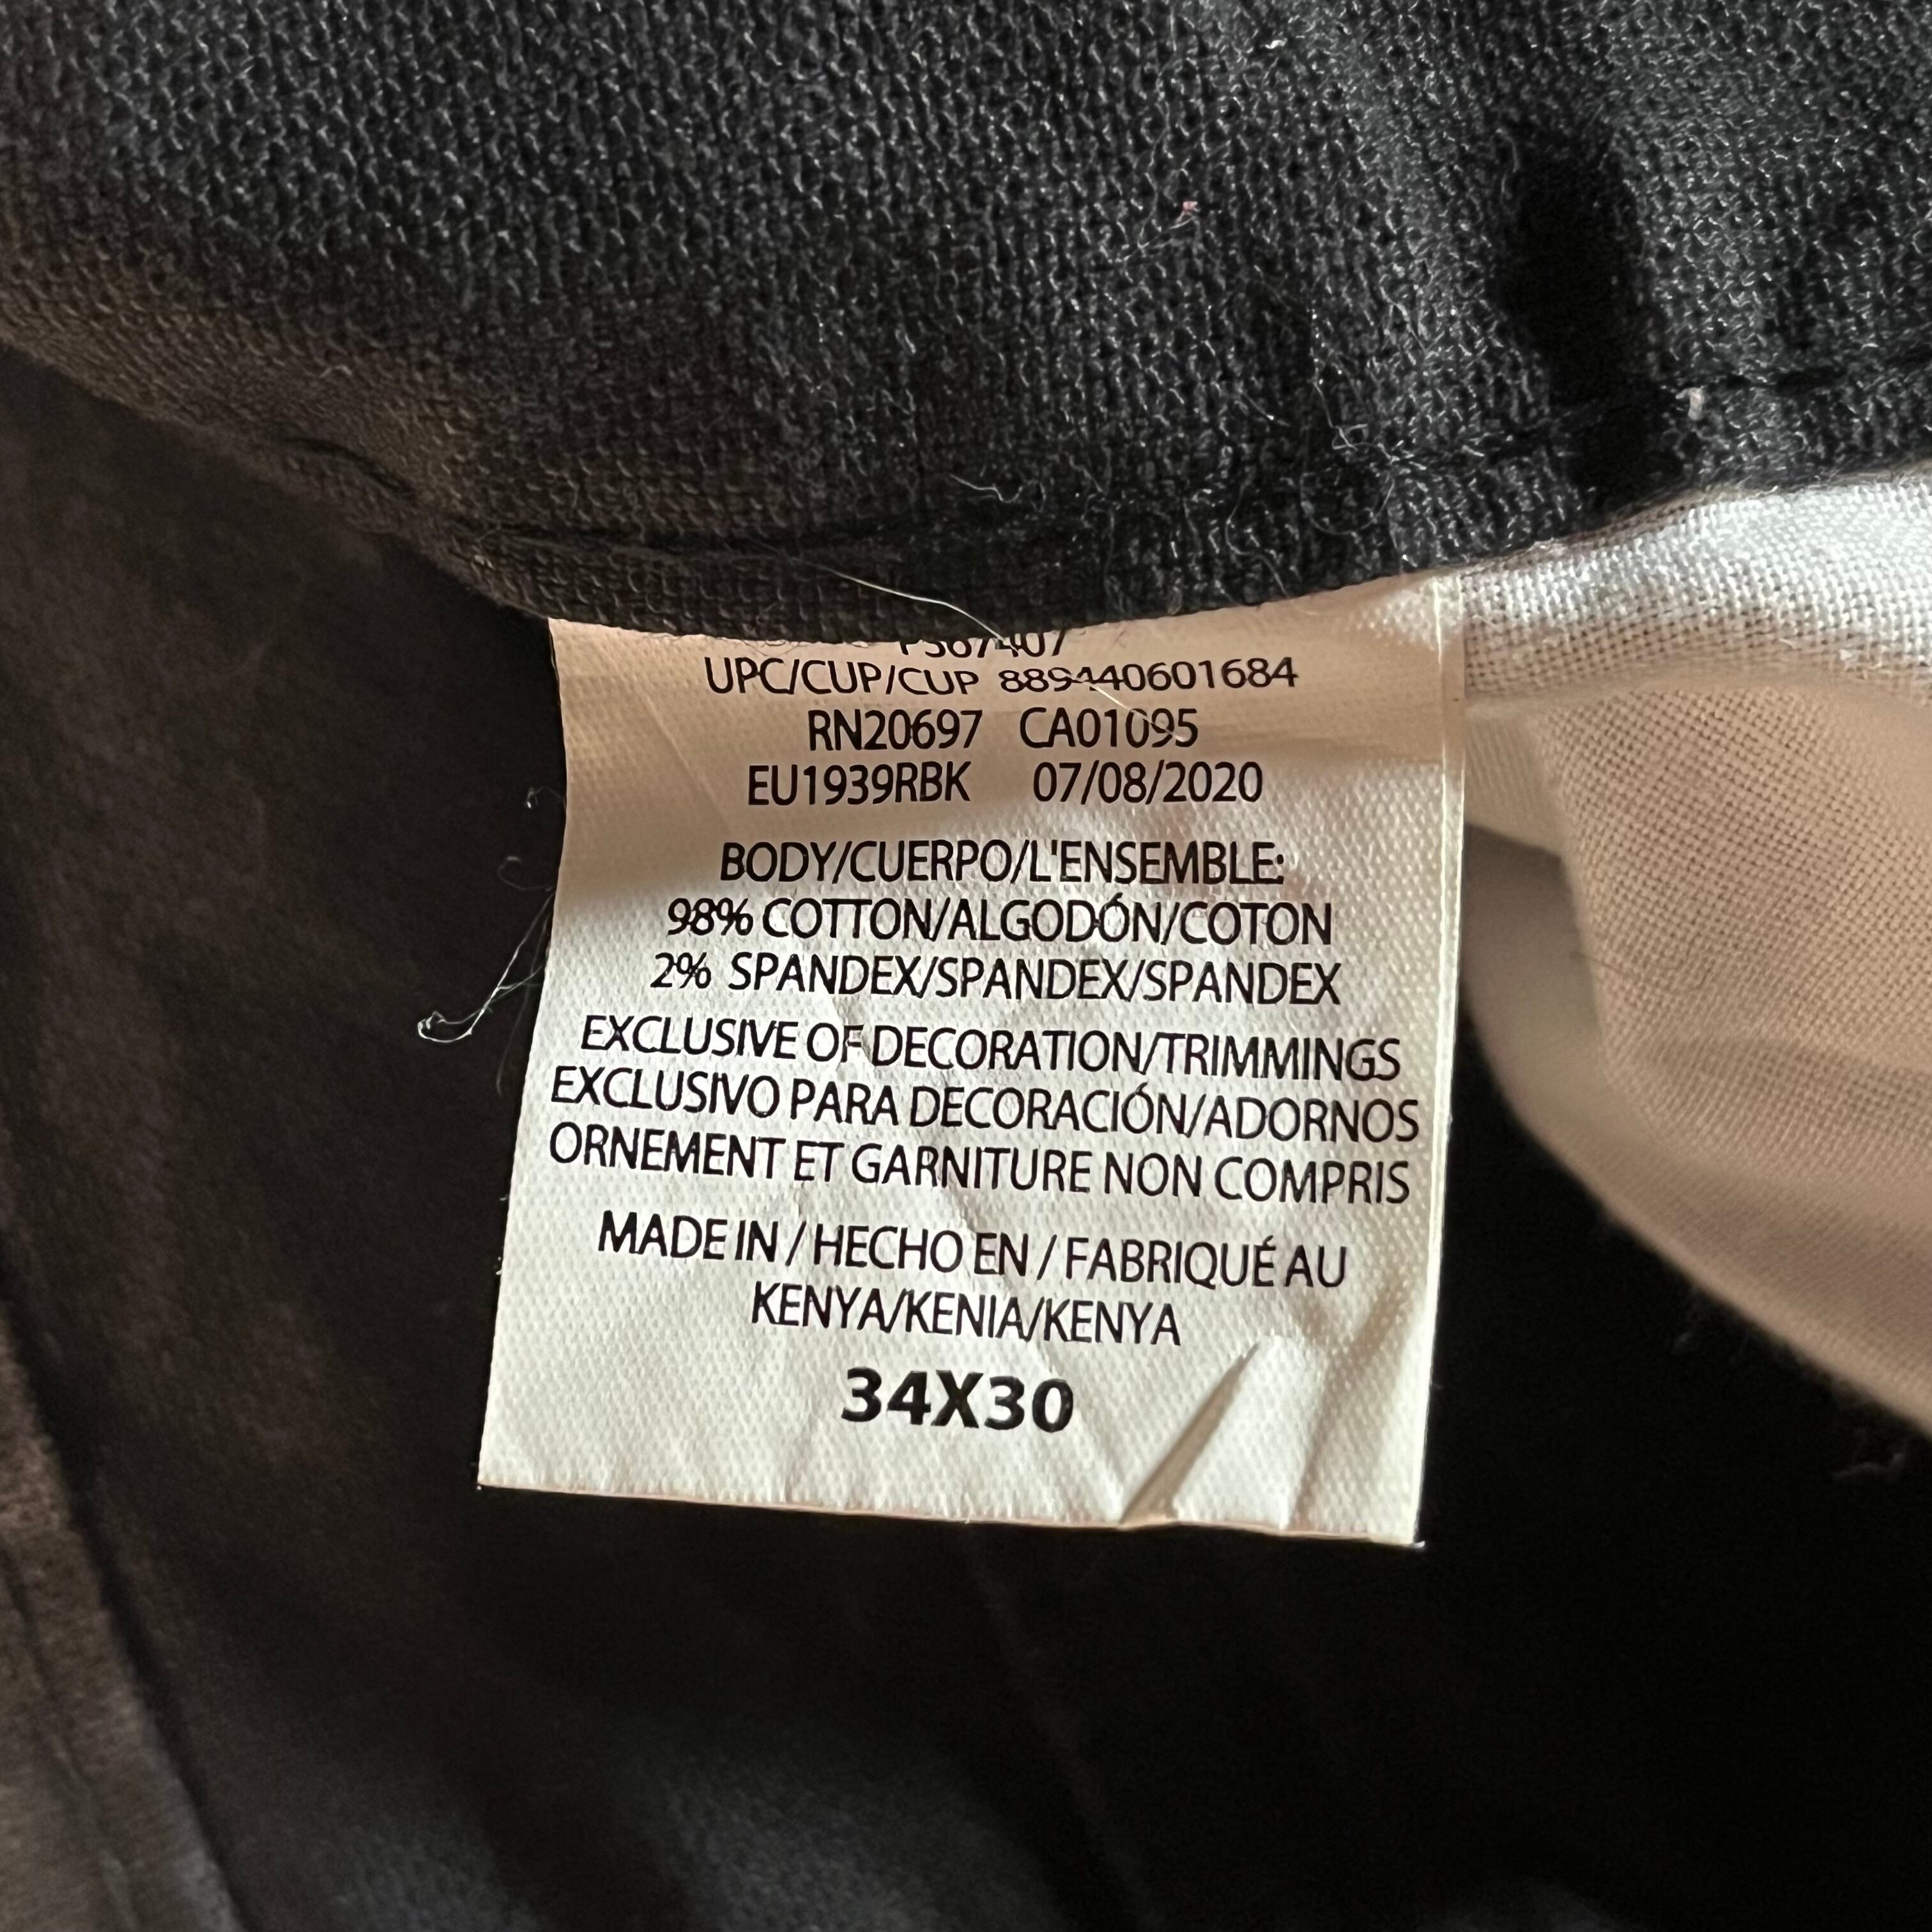 UPC/CUP/CUP 889440601684
RN20697 CA01095
EU1939RBK 07/08/2020
BODY/CUERPO/L'ENSEMBLE:
98% COTTON/ALGODÓN/COTON
2% SPANDEX/SPANDEX/SPANDEX
EXCLUSIVE OF DECORATION/TRIMMINGS
EXCLUSIVO PARA DECORACIÓN/ADORNOS
ORNEMENT ET GARNITURE NON COMPRIS
MADE IN / HECHO EN / FABRIQUÉ AU
KENYA/KENIA/KENYA
34X30